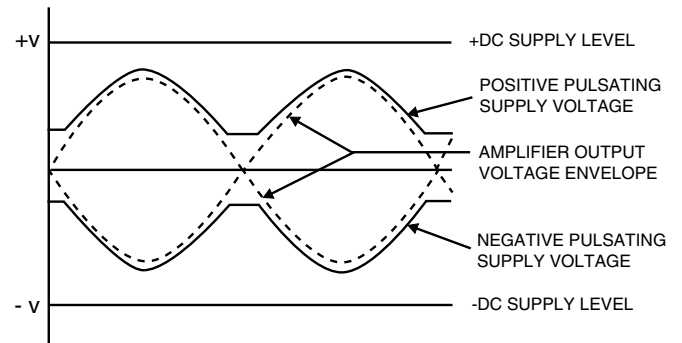 +v
+DC SUPPLY LEVEL
POSITIVE PULSATING
SUPPLY VOLTAGE
AMPLIFIER OUTPUT
VOLTAGE ENVELOPE
NEGATIVE PULSATING
SUPPLY VOLTAGE
- v
-DC SUPPLY LEVEL